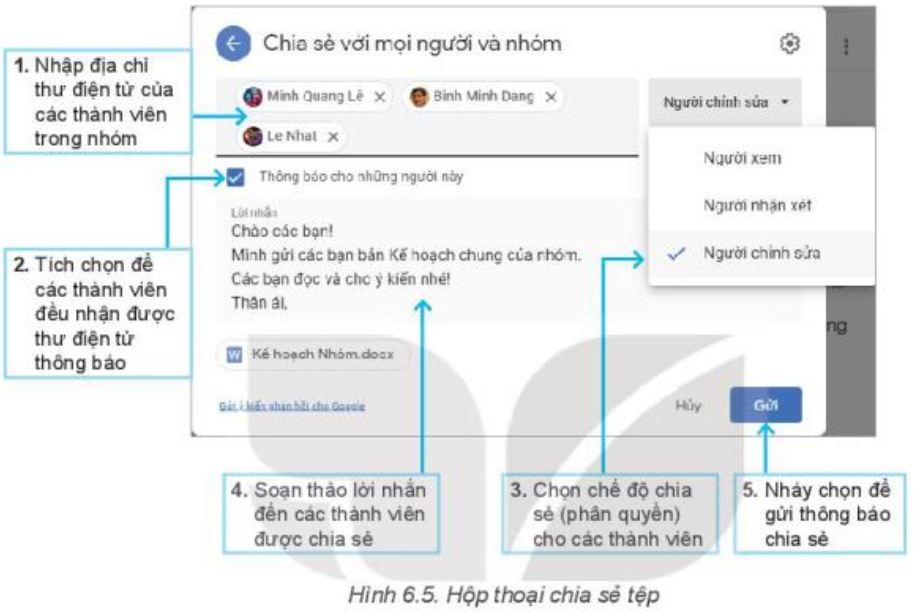 Chia sẻ với mọi người và nhóm
1. Nhập địa chỉ
thư điện tử của
các thành viên
trong nhóm
Minh Quang Lê ×
Binh Minh Dang ×
Le Nhat ×
Người chỉnh sửa
Người xem
Người nhận xét
Người chỉnh sửa
Thông báo cho những người này
2. Tích chọn để
các thành viên
đều nhận được
thư điện tử
thông báo
Lời nhắn
Chào các bạn!
Mình gửi các bạn bản Kế hoạch chung của nhóm.
Các bạn đọc và cho ý kiến nhé!
Thân ái,
ng
W Kế hoạch Nhóm.docx
Gửi ý kiến phản hồi cho Google
Hủy
Gửi
4. Soạn thảo lời nhắn
đến các thành viên
được chia sẻ
3. Chọn chế độ chia
sẻ (phân quyền)
cho các thành viên
5. Nháy chọn để
gửi thông báo
chia sẻ
Hình 6.5. Hộp thoại chia sẻ tệp